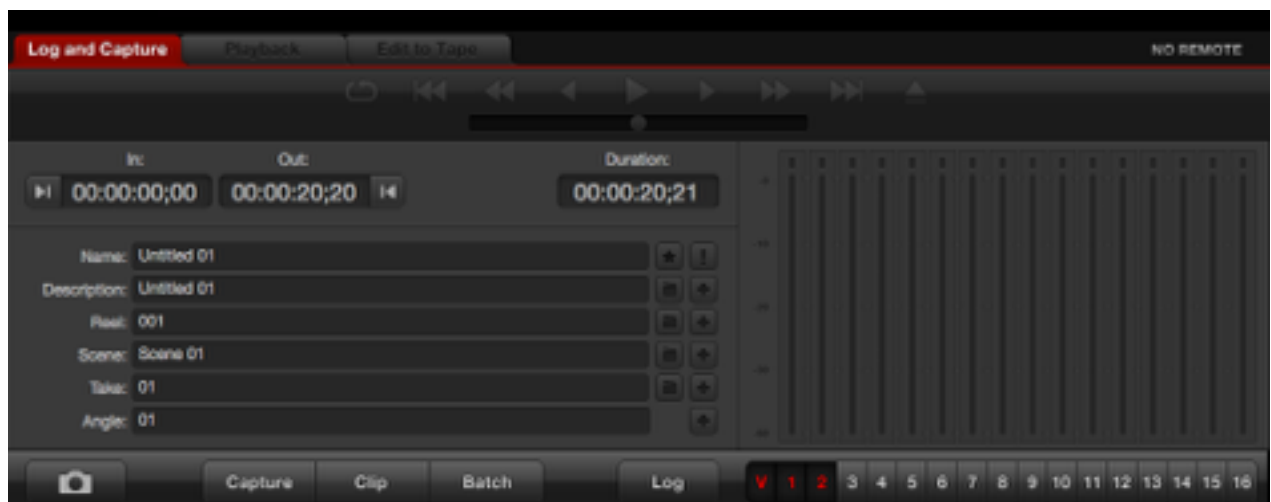 Log and Capture Playback Edit to Tape NO REMOTE
In: Out: Duration:
00:00:00;00 00:00:20;20 00:00:20;21
Name: Untitled 01
Description: Untitled 01
Reel: 001
Scene: Scene 01
Take: 01
Angle: 01
Capture Clip Batch Log V 1 2 3 4 5 6 7 8 9 10 11 12 13 14 15 16